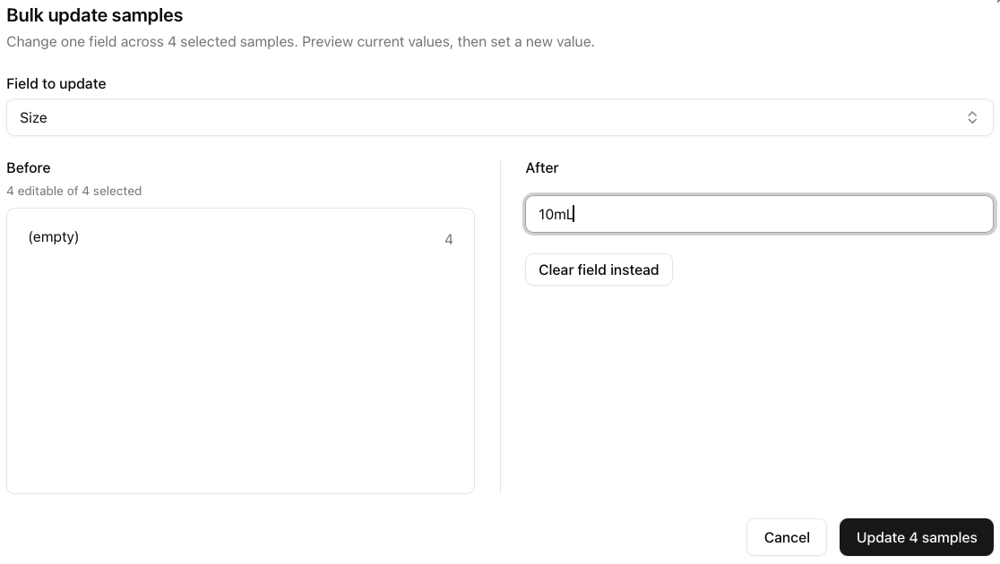 Bulk update samples
Change one field across 4 selected samples. Preview current values, then set a new value.
Field to update
Size
Before
4 editable of 4 selected
(empty) 4
After
10mL
Clear field instead
Cancel
Update 4 samples